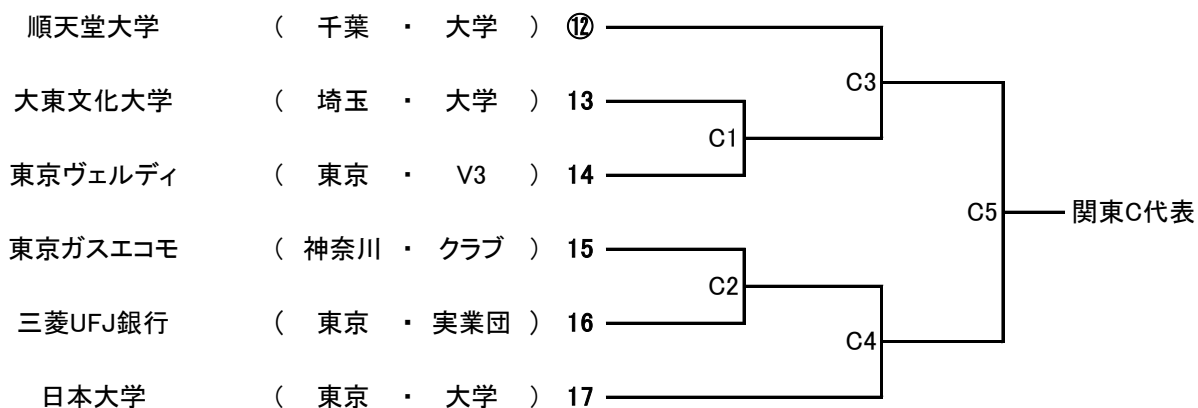 順天堂大学 ( 千葉 ・ 大学 ) ⑫
C3
大東文化大学 ( 埼玉 ・ 大学 ) 13
C1
東京ヴェルディ ( 東京 ・ V3 ) 14
C5 関東C代表
東京ガスエコモ ( 神奈川 ・ クラブ ) 15
C2
三菱UFJ銀行 ( 東京 ・ 実業団 ) 16
C4
日本大学 ( 東京 ・ 大学 ) 17